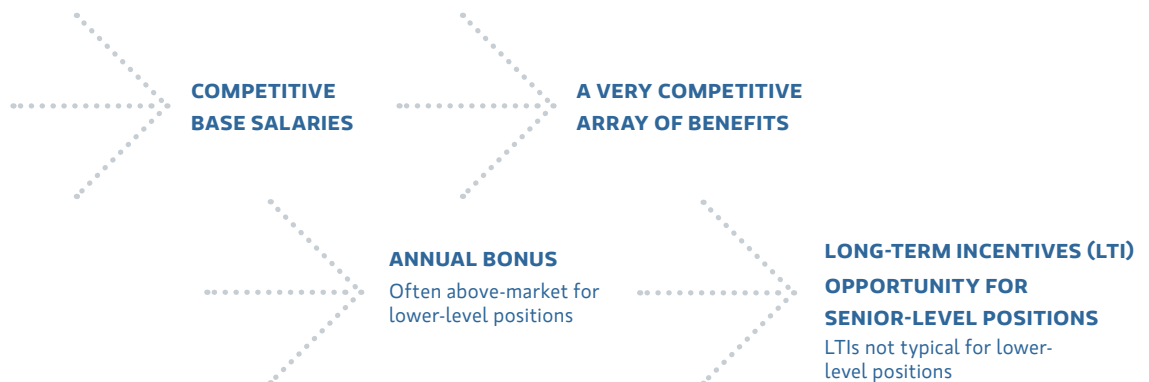 COMPETITIVE
BASE SALARIES
A VERY COMPETITIVE
ARRAY OF BENEFITS
ANNUAL BONUS
Often above-market for
lower-level positions
LONG-TERM INCENTIVES (LTI)
OPPORTUNITY FOR
SENIOR-LEVEL POSITIONS
LTIs not typical for lower-
level positions